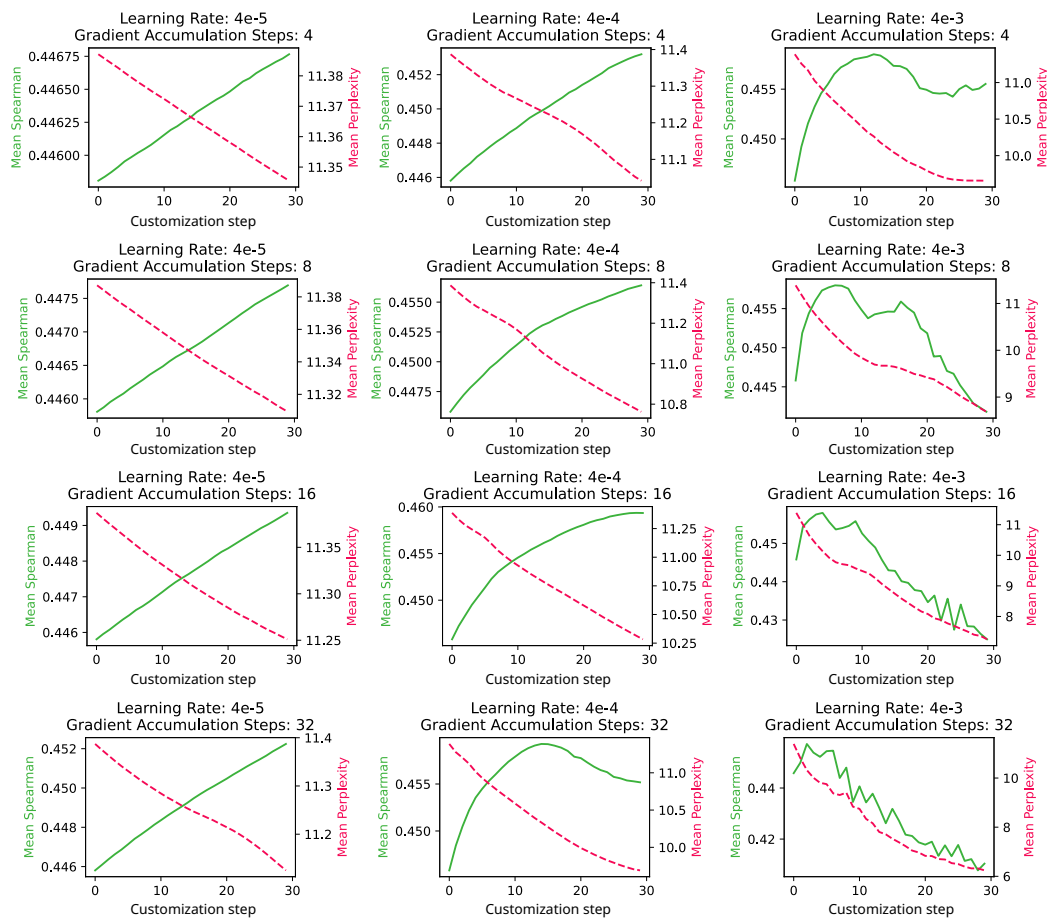 Learning Rate: 4e-5
Gradient Accumulation Steps: 4
Mean Spearman
0.44675
0.44650
0.44625
0.44600
11.38
11.37
11.36
11.35
Mean Perplexity
0 10 20 30
Customization step
Learning Rate: 4e-4
Gradient Accumulation Steps: 4
Mean Spearman
0.452
0.450
0.448
0.446
11.4
11.3
11.2
11.1
Mean Perplexity
0 10 20 30
Customization step
Learning Rate: 4e-3
Gradient Accumulation Steps: 4
Mean Spearman
0.455
0.450
11.0
10.5
10.0
Mean Perplexity
0 10 20 30
Customization step
Learning Rate: 4e-5
Gradient Accumulation Steps: 8
Mean Spearman
0.4475
0.4470
0.4465
0.4460
11.38
11.36
11.34
11.32
Mean Perplexity
0 10 20 30
Customization step
Learning Rate: 4e-4
Gradient Accumulation Steps: 8
Mean Spearman
0.4550
0.4525
0.4500
0.4475
11.4
11.2
11.0
10.8
Mean Perplexity
0 10 20 30
Customization step
Learning Rate: 4e-3
Gradient Accumulation Steps: 8
Mean Spearman
0.455
0.450
0.445
11
10
9
Mean Perplexity
0 10 20 30
Customization step
Learning Rate: 4e-5
Gradient Accumulation Steps: 16
Mean Spearman
0.449
0.448
0.447
0.446
11.35
11.30
11.25
Mean Perplexity
0 10 20 30
Customization step
Learning Rate: 4e-4
Gradient Accumulation Steps: 16
Mean Spearman
0.460
0.455
0.450
11.25
11.00
10.75
10.50
10.25
Mean Perplexity
0 10 20 30
Customization step
Learning Rate: 4e-3
Gradient Accumulation Steps: 16
Mean Spearman
0.45
0.44
0.43
11
10
9
8
Mean Perplexity
0 10 20 30
Customization step
Learning Rate: 4e-5
Gradient Accumulation Steps: 32
Mean Spearman
0.452
0.450
0.448
0.446
11.4
11.3
11.2
Mean Perplexity
0 10 20 30
Customization step
Learning Rate: 4e-4
Gradient Accumulation Steps: 32
Mean Spearman
0.455
0.450
11.0
10.5
10.0
Mean Perplexity
0 10 20 30
Customization step
Learning Rate: 4e-3
Gradient Accumulation Steps: 32
Mean Spearman
0.44
0.42
10
8
6
Mean Perplexity
0 10 20 30
Customization step